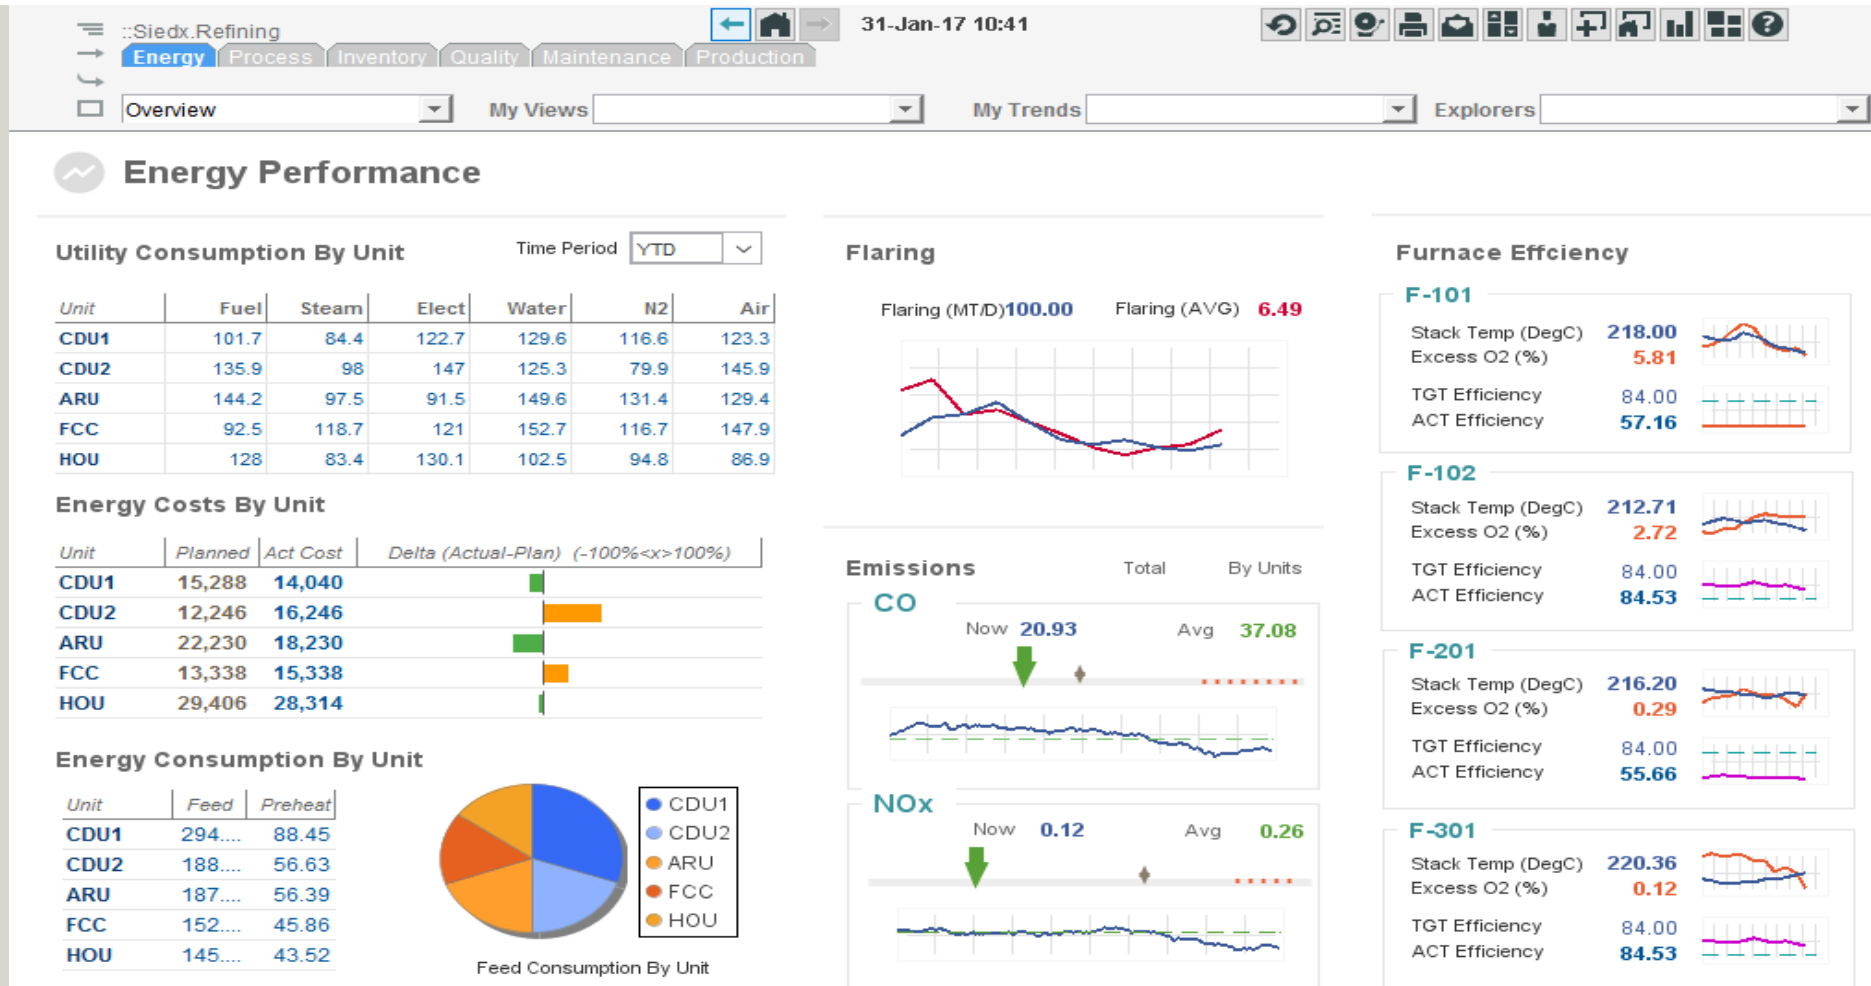 ::Siedx.Refining
31-Jan-17 10:41
Energy Process Inventory Quality Maintenance Production
Overview My Views My Trends Explorers
Energy Performance
Utility Consumption By Unit Time Period YTD
Unit Fuel Steam Elect Water N2 Air
CDU1 101.7 84.4 122.7 129.6 116.6 123.3
CDU2 135.9 98 147 125.3 79.9 145.9
ARU 144.2 97.5 91.5 149.6 131.4 129.4
FCC 92.5 118.7 121 152.7 116.7 147.9
HOU 128 83.4 130.1 102.5 94.8 86.9
Energy Costs By Unit
Unit Planned Act Cost Delta (Actual-Plan) (-100%<x>100%)
CDU1 15,288 14,040
CDU2 12,246 16,246
ARU 22,230 18,230
FCC 13,338 15,338
HOU 29,406 28,314
Energy Consumption By Unit
Unit Feed Preheat
CDU1 294.... 88.45
CDU2 188.... 56.63
ARU 187.... 56.39
FCC 152.... 45.86
HOU 145.... 43.52
CDU1
CDU2
ARU
FCC
HOU
Feed Consumption By Unit
Flaring
Flaring (MT/D)100.00 Flaring (AVG) 6.49
Emissions Total By Units
CO
Now 20.93 Avg 37.08
NOx
Now 0.12 Avg 0.26
Furnace Effciency
F-101
Stack Temp (DegC) 218.00
Excess O2 (%) 5.81
TGT Efficiency 84.00
ACT Efficiency 57.16
F-102
Stack Temp (DegC) 212.71
Excess O2 (%) 2.72
TGT Efficiency 84.00
ACT Efficiency 84.53
F-201
Stack Temp (DegC) 216.20
Excess O2 (%) 0.29
TGT Efficiency 84.00
ACT Efficiency 55.66
F-301
Stack Temp (DegC) 220.36
Excess O2 (%) 0.12
TGT Efficiency 84.00
ACT Efficiency 84.53